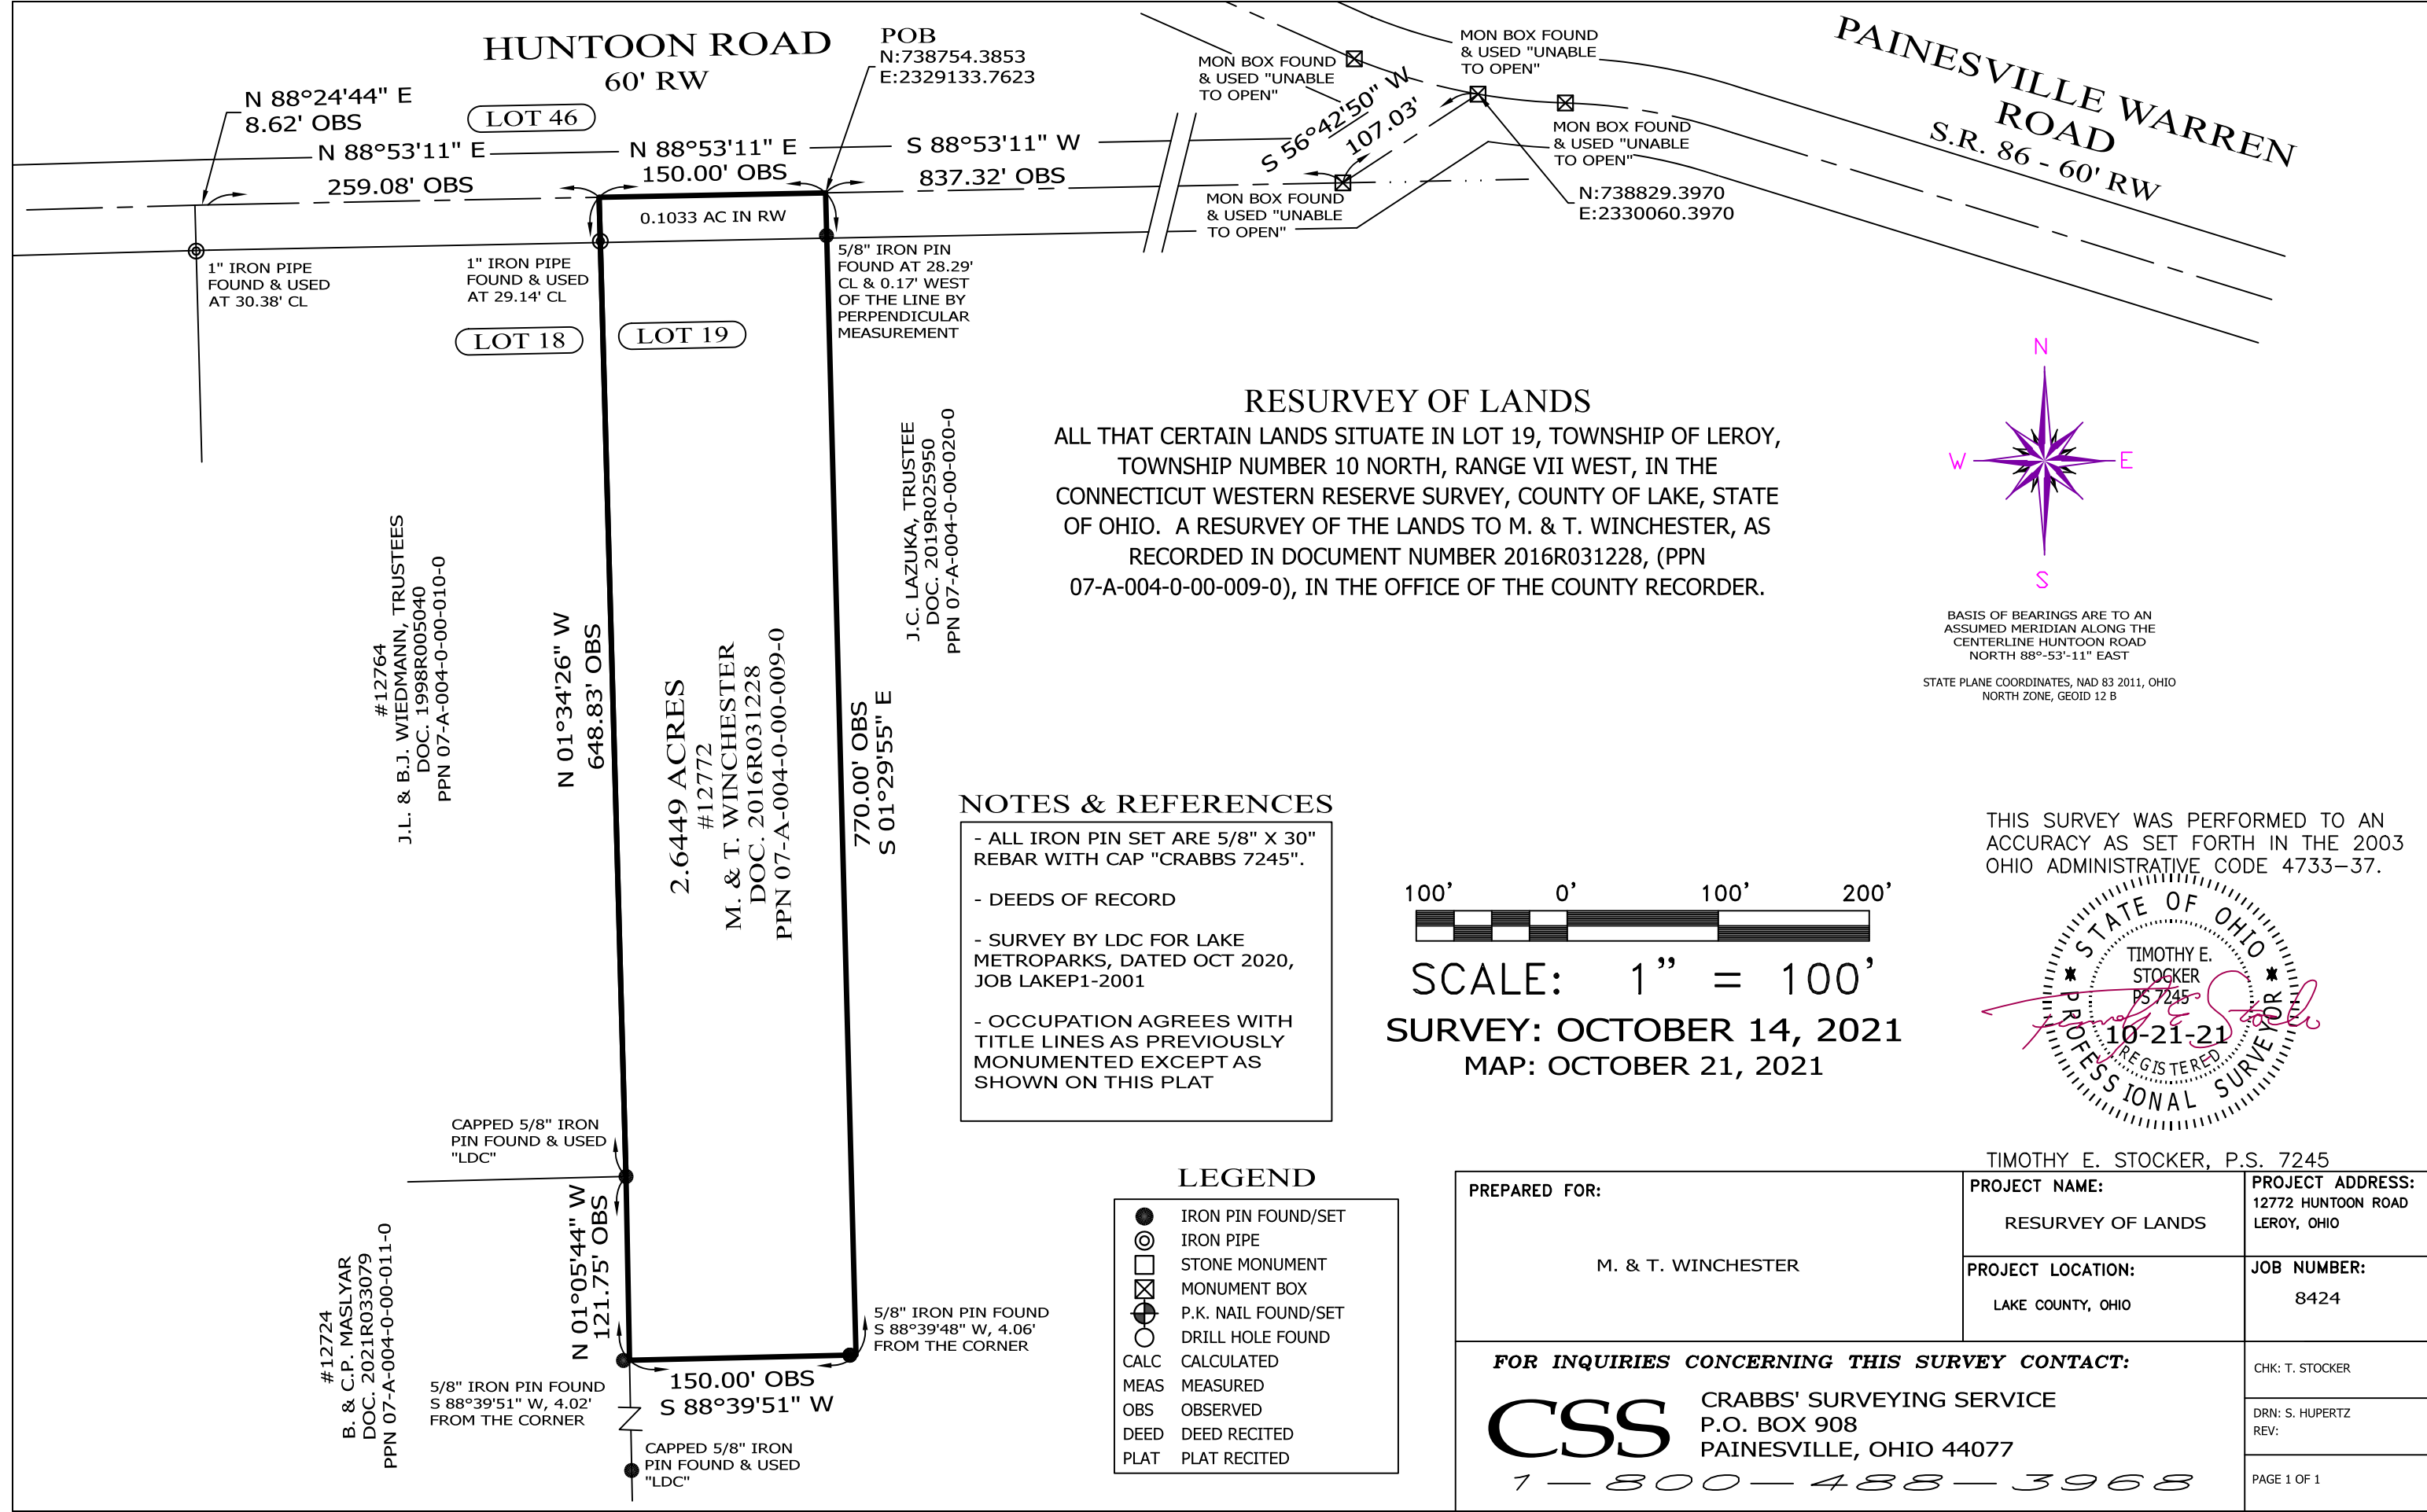 HUNTOON ROAD
60' RW
POB
N:738754.3853
E:2329133.7623
N 88°24'44" E
8.62' OBS
LOT 46
N 88°53'11" E
259.08' OBS
N 88°53'11" E
150.00' OBS
S 88°53'11" W
837.32' OBS
0.1033 AC IN RW
MON BOX FOUND
& USED "UNABLE
TO OPEN"
MON BOX FOUND
& USED "UNABLE
TO OPEN"
S 56°42'50" W
107.03'
MON BOX FOUND
& USED "UNABLE
TO OPEN"
MON BOX FOUND
& USED "UNABLE
TO OPEN"
N:738829.3970
E:2330060.3970
PAINESVILLE WARREN
ROAD
S.R. 86 - 60' RW
1" IRON PIPE
FOUND & USED
AT 30.38' CL
1" IRON PIPE
FOUND & USED
AT 29.14' CL
5/8" IRON PIN
FOUND AT 28.29'
CL & 0.17' WEST
OF THE LINE BY
PERPENDICULAR
MEASUREMENT
LOT 18
LOT 19
RESURVEY OF LANDS
ALL THAT CERTAIN LANDS SITUATE IN LOT 19, TOWNSHIP OF LEROY,
TOWNSHIP NUMBER 10 NORTH, RANGE VII WEST, IN THE
CONNECTICUT WESTERN RESERVE SURVEY, COUNTY OF LAKE, STATE
OF OHIO. A RESURVEY OF THE LANDS TO M. & T. WINCHESTER, AS
RECORDED IN DOCUMENT NUMBER 2016R031228, (PPN
07-A-004-0-00-009-0), IN THE OFFICE OF THE COUNTY RECORDER.
N
W
E
S
BASIS OF BEARINGS ARE TO AN
ASSUMED MERIDIAN ALONG THE
CENTERLINE HUNTOON ROAD
NORTH 88°-53'-11" EAST
STATE PLANE COORDINATES, NAD 83 2011, OHIO
NORTH ZONE, GEOID 12 B
#12764
J.L. & B.J. WIEDMANN, TRUSTEES
DOC. 1998R005040
PPN 07-A-004-0-00-010-0
N 01°34'26" W
648.83' OBS
2.6449 ACRES
#12772
M. & T. WINCHESTER
DOC. 2016R031228
PPN 07-A-004-0-00-009-0
770.00' OBS
S 01°29'55" E
J.C. LAZUKA, TRUSTEE
DOC. 2019R025950
PPN 07-A-004-0-00-020-0
NOTES & REFERENCES
- ALL IRON PIN SET ARE 5/8" X 30"
REBAR WITH CAP "CRABBS 7245".
- DEEDS OF RECORD
- SURVEY BY LDC FOR LAKE
METROPARKS, DATED OCT 2020,
JOB LAKEP1-2001
- OCCUPATION AGREES WITH
TITLE LINES AS PREVIOUSLY
MONUMENTED EXCEPT AS
SHOWN ON THIS PLAT
100' 0' 100' 200'
SCALE: 1" = 100'
SURVEY: OCTOBER 14, 2021
MAP: OCTOBER 21, 2021
THIS SURVEY WAS PERFORMED TO AN
ACCURACY AS SET FORTH IN THE 2003
OHIO ADMINISTRATIVE CODE 4733-37.
STATE OF OHIO
TIMOTHY E.
STOCKER
PS 7245
10-21-21
REGISTERED
PROFESSIONAL SURVEYOR
TIMOTHY E. STOCKER, P.S. 7245
CAPPED 5/8" IRON
PIN FOUND & USED
"LDC"
N 01°05'44" W
121.75' OBS
#12724
B. & C.P. MASLYAR
DOC. 2021R033079
PPN 07-A-004-0-00-011-0
5/8" IRON PIN FOUND
S 88°39'51" W, 4.02'
FROM THE CORNER
150.00' OBS
S 88°39'51" W
5/8" IRON PIN FOUND
S 88°39'48" W, 4.06'
FROM THE CORNER
CAPPED 5/8" IRON
PIN FOUND & USED
"LDC"
LEGEND
IRON PIN FOUND/SET
IRON PIPE
STONE MONUMENT
MONUMENT BOX
P.K. NAIL FOUND/SET
DRILL HOLE FOUND
CALC CALCULATED
MEAS MEASURED
OBS OBSERVED
DEED DEED RECITED
PLAT PLAT RECITED
PREPARED FOR:
M. & T. WINCHESTER
PROJECT NAME:
RESURVEY OF LANDS
PROJECT ADDRESS:
12772 HUNTOON ROAD
LEROY, OHIO
PROJECT LOCATION:
LAKE COUNTY, OHIO
JOB NUMBER:
8424
FOR INQUIRIES CONCERNING THIS SURVEY CONTACT:
CSS
CRABBS' SURVEYING SERVICE
P.O. BOX 908
PAINESVILLE, OHIO 44077
1-800-488-3968
CHK: T. STOCKER
DRN: S. HUPERTZ
REV:
PAGE 1 OF 1